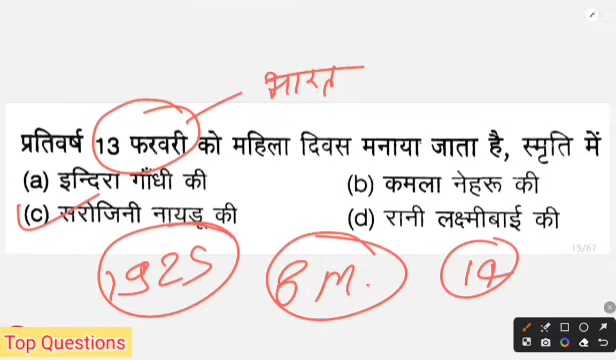 भारत
प्रतिवर्ष 13 फरवरी को महिला दिवस मनाया जाता है, स्मृति में
(a) इन्दिरा गाँधी की (b) कमला नेहरू की
(c) सरोजिनी नायडू की (d) रानी लक्ष्मीबाई की
15/67
1925 B M. 14
Top Questions